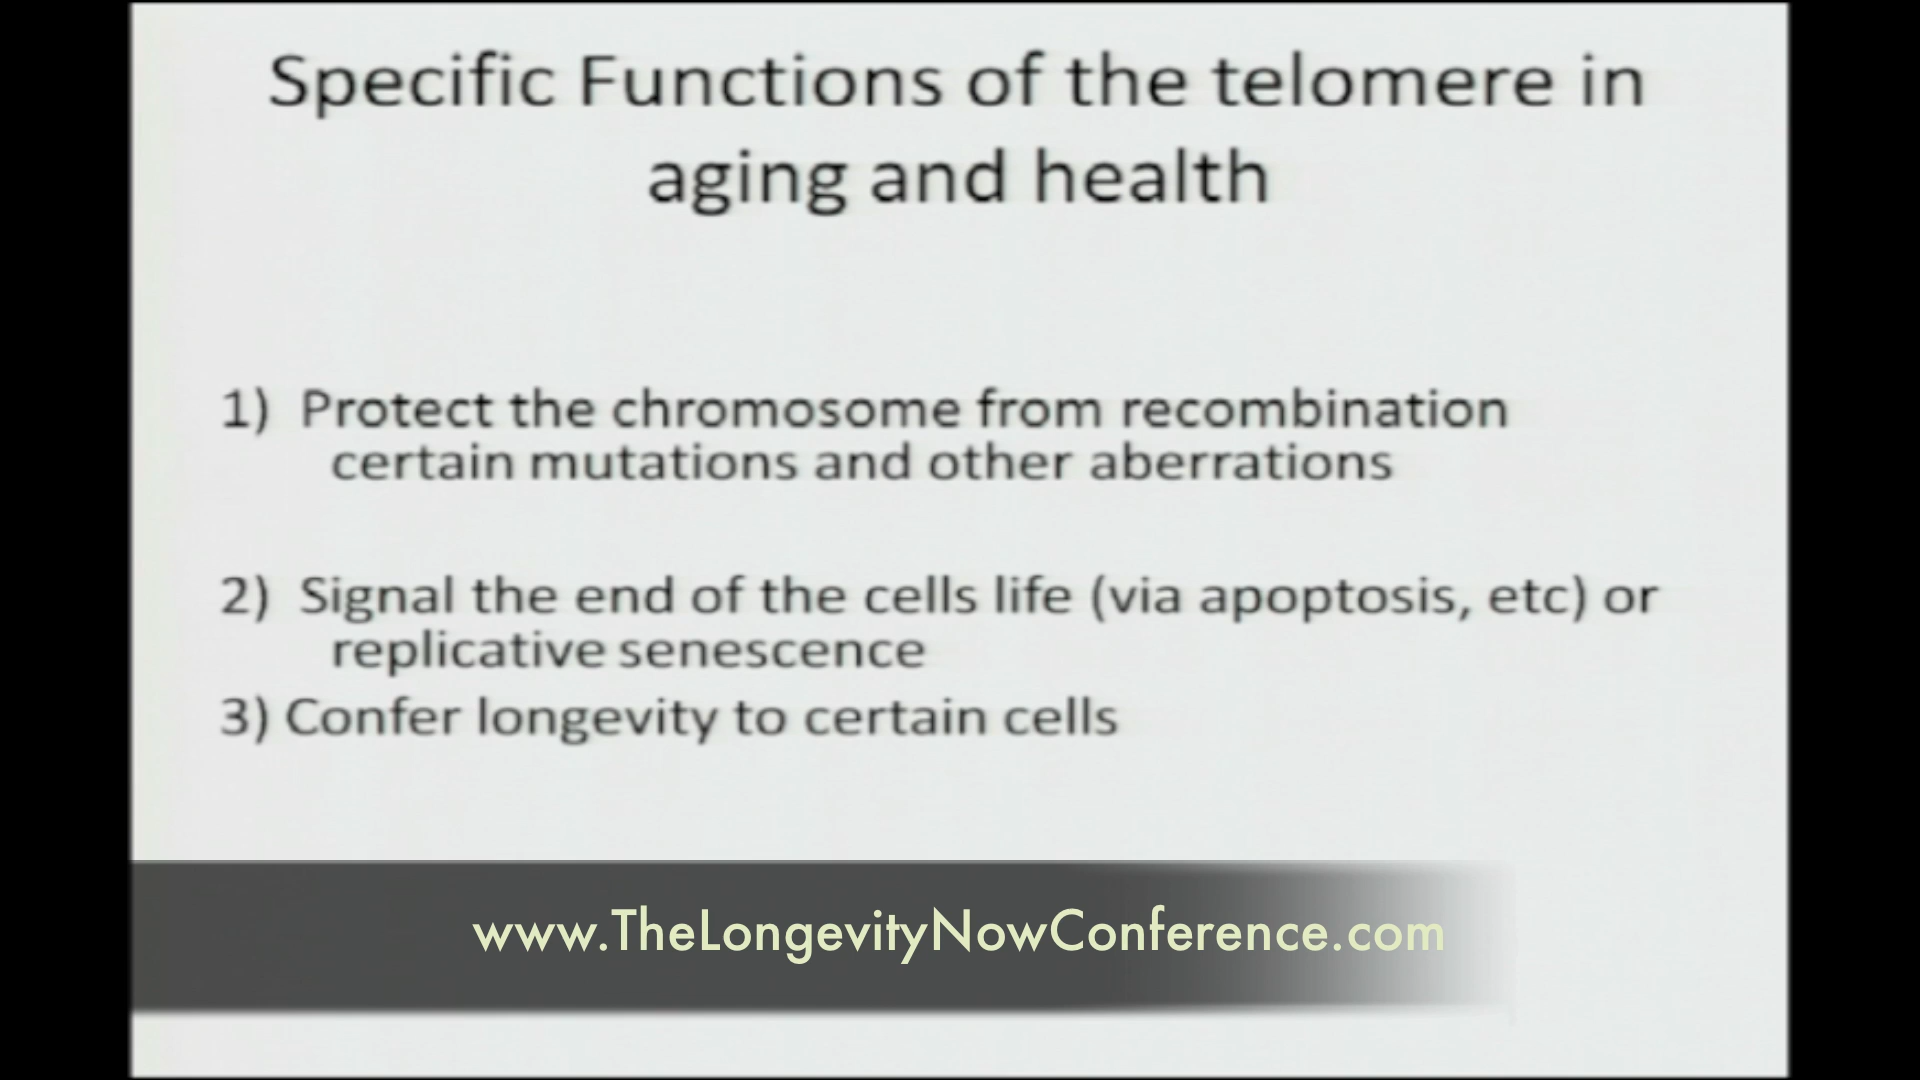 Specific Functions of the telomere in
aging and health
1) Protect the chromosome from recombination
certain mutations and other aberrations
2) Signal the end of the cells life (via apoptosis, etc) or
replicative senescence
3) Confer longevity to certain cells
www.TheLongevityNowConference.com